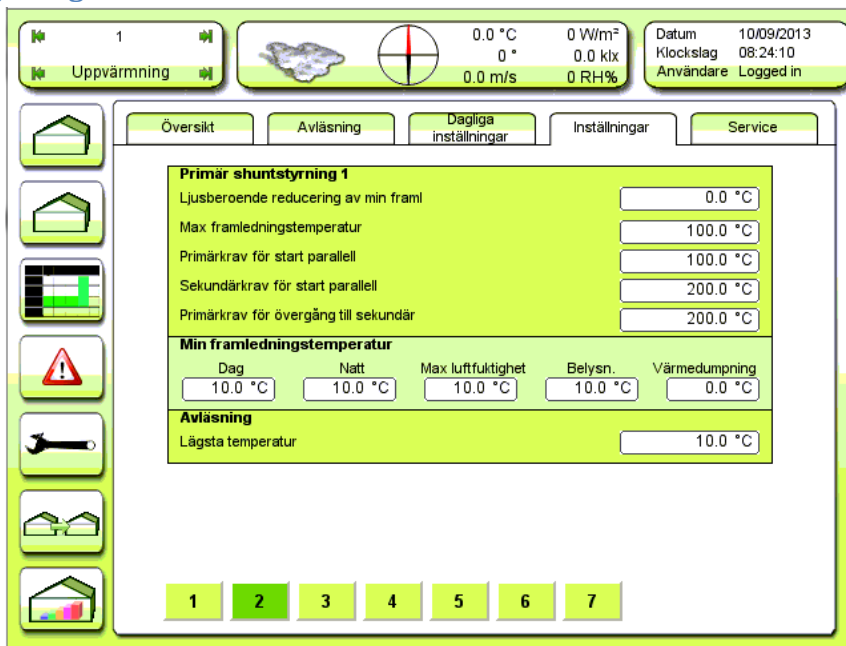 1
Uppvärmning
0.0 °C
0 °
0.0 m/s
0 W/m²
0.0 klx
0 RH%
Datum 10/09/2013
Klockslag 08:24:10
Användare Logged in
Översikt
Avläsning
Dagliga
inställningar
Inställningar
Service
Primär shuntstyrning 1
Ljusberoende reducering av min framl 0.0 °C
Max framledningstemperatur 100.0 °C
Primärkrav för start parallell 100.0 °C
Sekundärkrav för start parallell 200.0 °C
Primärkrav för övergång till sekundär 200.0 °C
Min framledningstemperatur
Dag Natt Max luftfuktighet Belysn. Värmedumpning
10.0 °C 10.0 °C 10.0 °C 10.0 °C 0.0 °C
Avläsning
Lägsta temperatur 10.0 °C
1 2 3 4 5 6 7